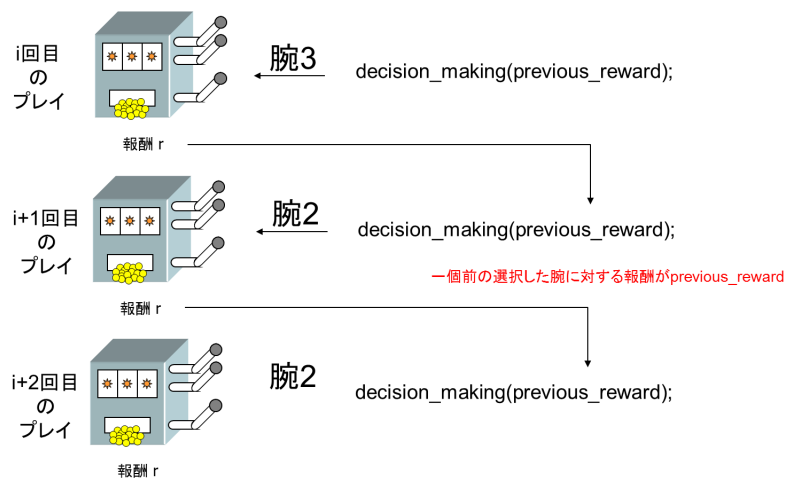 i回目
の
プレイ
腕3
decision_making(previous_reward);
報酬 r
i+1回目
の
プレイ
腕2
decision_making(previous_reward);
一個前の選択した腕に対する報酬がprevious_reward
報酬 r
i+2回目
の
プレイ
腕2
decision_making(previous_reward);
報酬 r